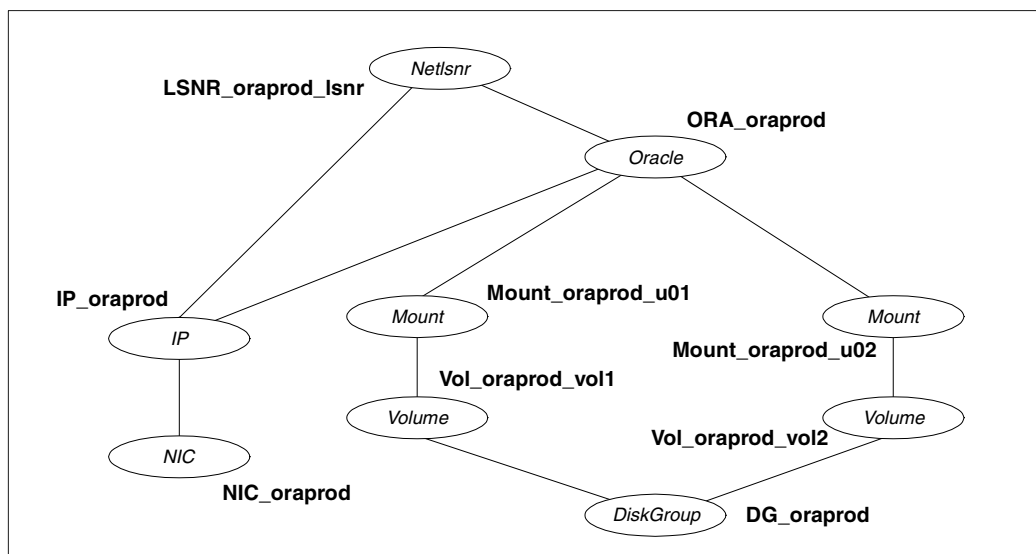 Netlsnr
LSNR_oraprod_lsnr
ORA_oraprod
Oracle
IP_oraprod
Mount_oraprod_u01
IP
Mount
Mount
Mount_oraprod_u02
Vol_oraprod_vol1
Volume
Volume
Vol_oraprod_vol2
NIC
NIC_oraprod
DiskGroup
DG_oraprod